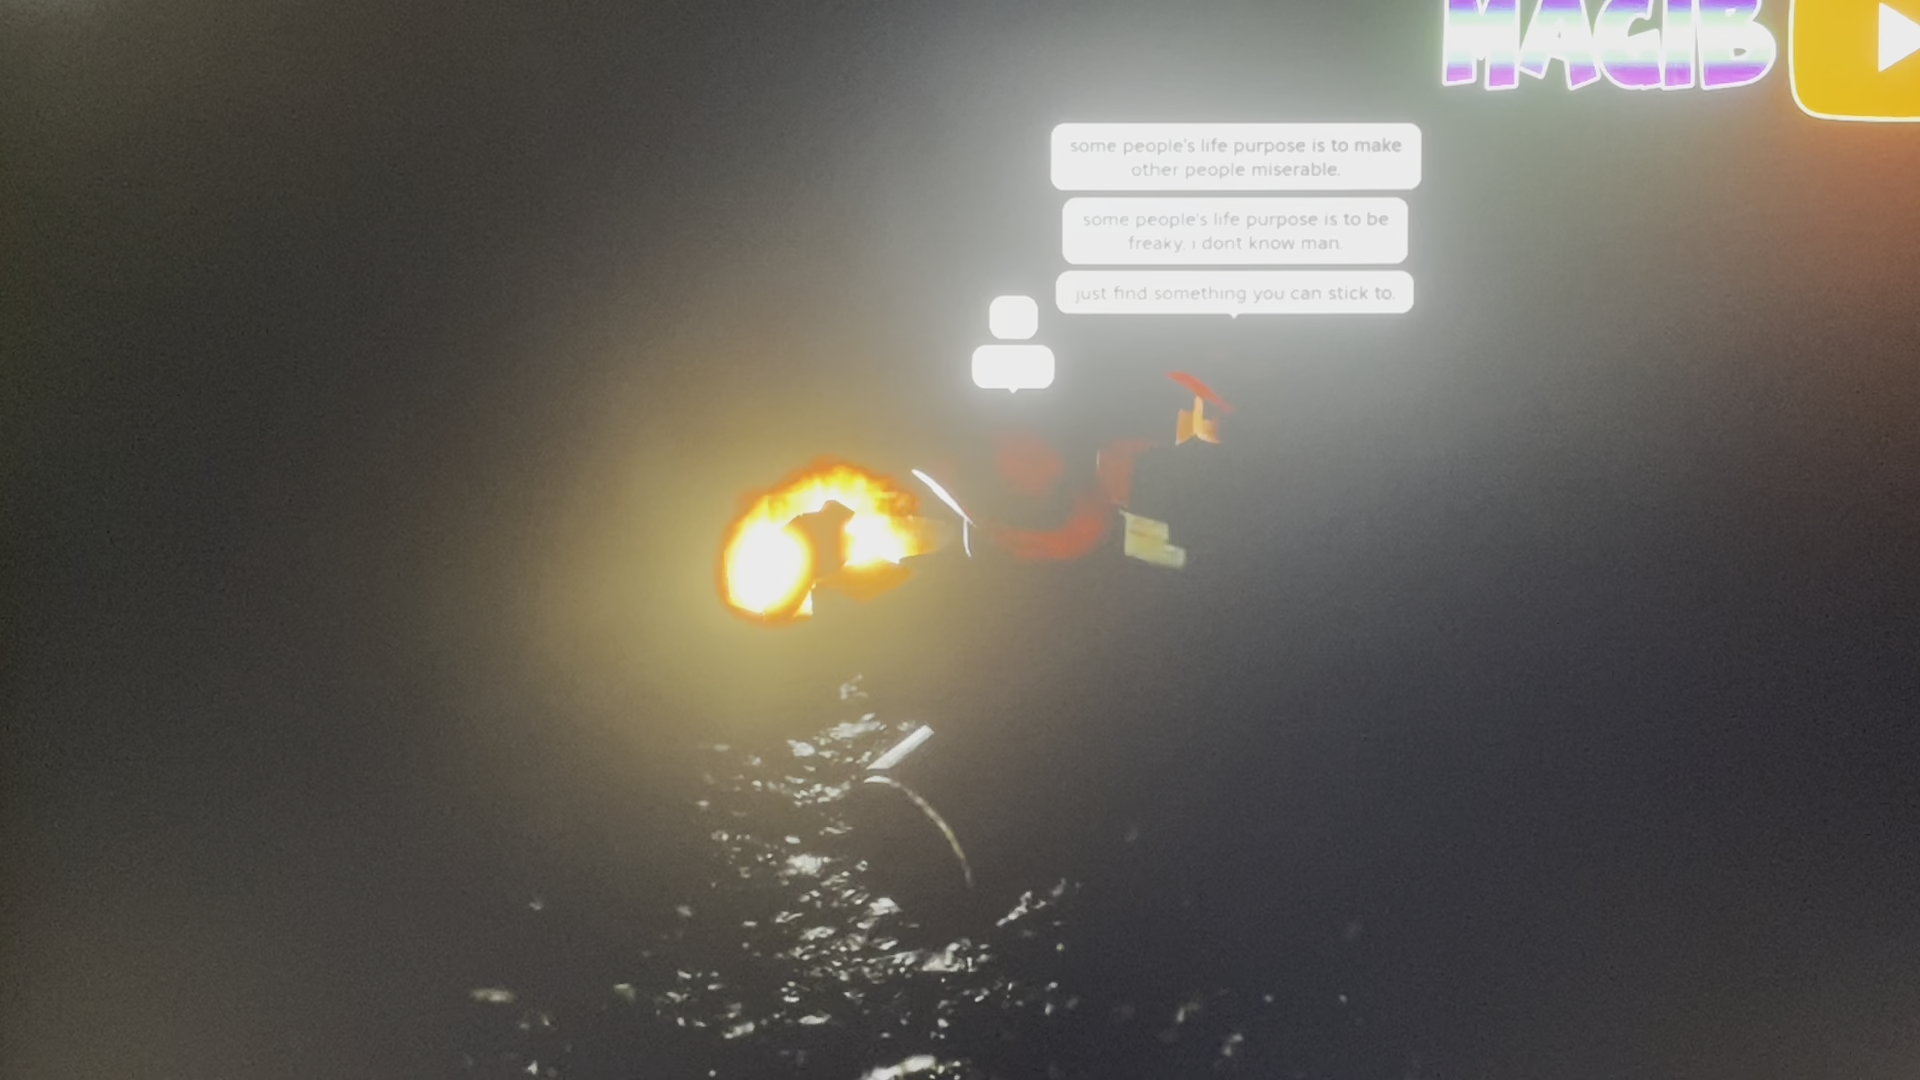 MAGIB
some people's life purpose is to make
other people miserable.
some people's life purpose is to be
freaky, i dont know man.
just find something you can stick to.